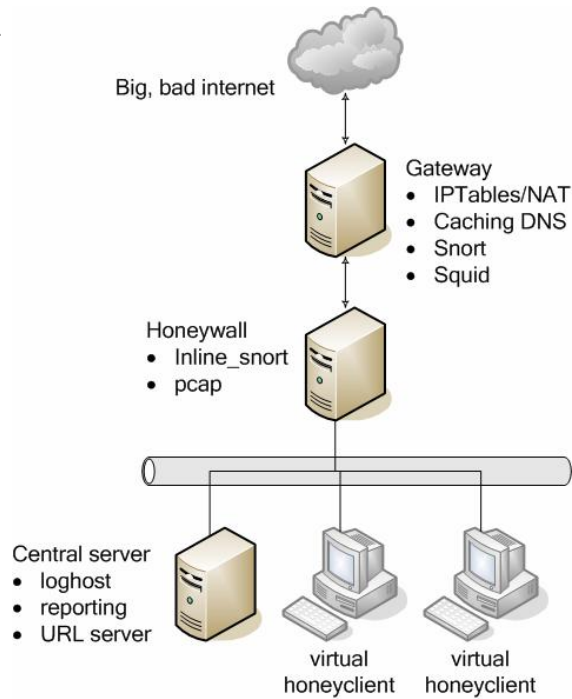 Big, bad internet
Gateway
• IPTables/NAT
• Caching DNS
• Snort
• Squid
Honeywall
• Inline_snort
• pcap
Central server
• loghost
• reporting
• URL server
virtual
honeyclient
virtual
honeyclient